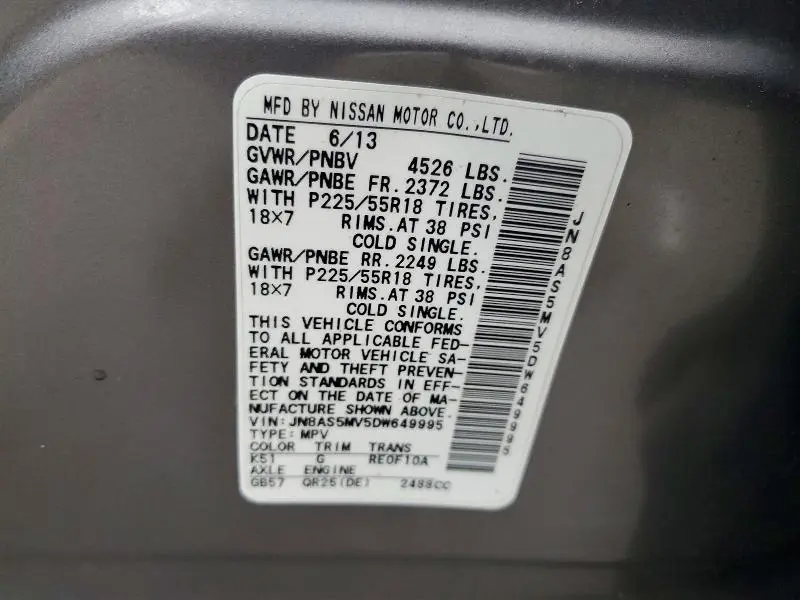 MFD BY NISSAN MOTOR CO.,LTD.
DATE 6/13
GVWR/PNBV 4526 LBS.
GAWR/PNBE FR. 2372 LBS.
WITH P225/55R18 TIRES,
18×7 RIMS.AT 38 PSI
COLD SINGLE.
GAWR/PNBE RR. 2249 LBS.
WITH P225/55R18 TIRES,
18×7 RIMS.AT 38 PSI
COLD SINGLE.
THIS VEHICLE CONFORMS
TO ALL APPLICABLE FED-
ERAL MOTOR VEHICLE SA-
FETY AND THEFT PREVEN-
TION STANDARDS IN EFF-
ECT ON THE DATE OF MA-
NUFACTURE SHOWN ABOVE.
VIN:JN8AS5MV5DW649995
TYPE:MPV
COLOR TRIM TRANS
K51 G RE0F10A
AXLE ENGINE
GB57 QR25(DE) 2488CC
JN8AS5MV5DW649995